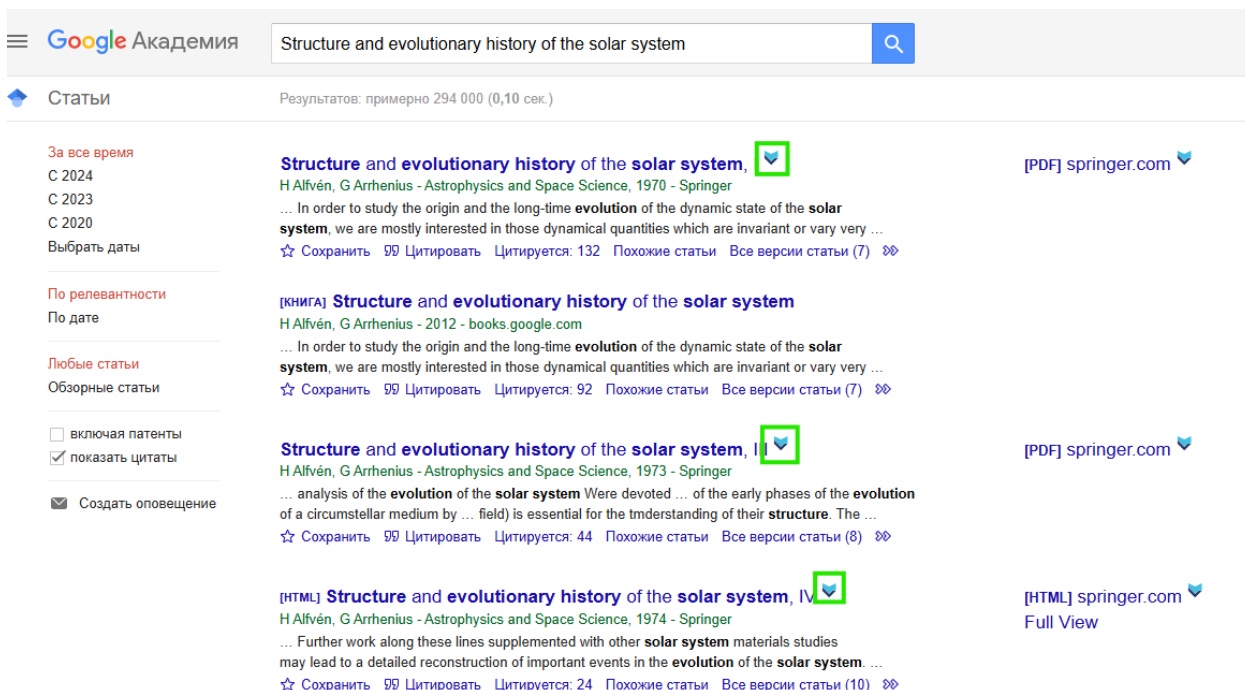 Google Академия
Structure and evolutionary history of the solar system
Статьи
Результатов: примерно 294 000 (0,10 сек.)
За все время
С 2024
С 2023
С 2020
Выбрать даты
По релевантности
По дате
Любые статьи
Обзорные статьи
включая патенты
показать цитаты
Создать оповещение
Structure and evolutionary history of the solar system,
[PDF] springer.com
H Alfvén, G Arrhenius - Astrophysics and Space Science, 1970 - Springer
… In order to study the origin and the long-time evolution of the dynamic state of the solar
system, we are mostly interested in those dynamical quantities which are invariant or vary very …
Сохранить Цитировать Цитируется: 132 Похожие статьи Все версии статьи (7)
[КНИГА] Structure and evolutionary history of the solar system
H Alfvén, G Arrhenius - 2012 - books.google.com
… In order to study the origin and the long-time evolution of the dynamic state of the solar
system, we are mostly interested in those dynamical quantities which are invariant or vary very …
Сохранить Цитировать Цитируется: 92 Похожие статьи Все версии статьи (7)
Structure and evolutionary history of the solar system, III
[PDF] springer.com
H Alfvén, G Arrhenius - Astrophysics and Space Science, 1973 - Springer
… analysis of the evolution of the solar system Were devoted … of the early phases of the evolution
of a circumstellar medium by … field) is essential for the tmderstanding of their structure. The …
Сохранить Цитировать Цитируется: 44 Похожие статьи Все версии статьи (8)
[HTML] Structure and evolutionary history of the solar system, IV
[HTML] springer.com
Full View
H Alfvén, G Arrhenius - Astrophysics and Space Science, 1974 - Springer
… Further work along these lines supplemented with other solar system materials studies
may lead to a detailed reconstruction of important events in the evolution of the solar system. …
Сохранить Цитировать Цитируется: 24 Похожие статьи Все версии статьи (10)